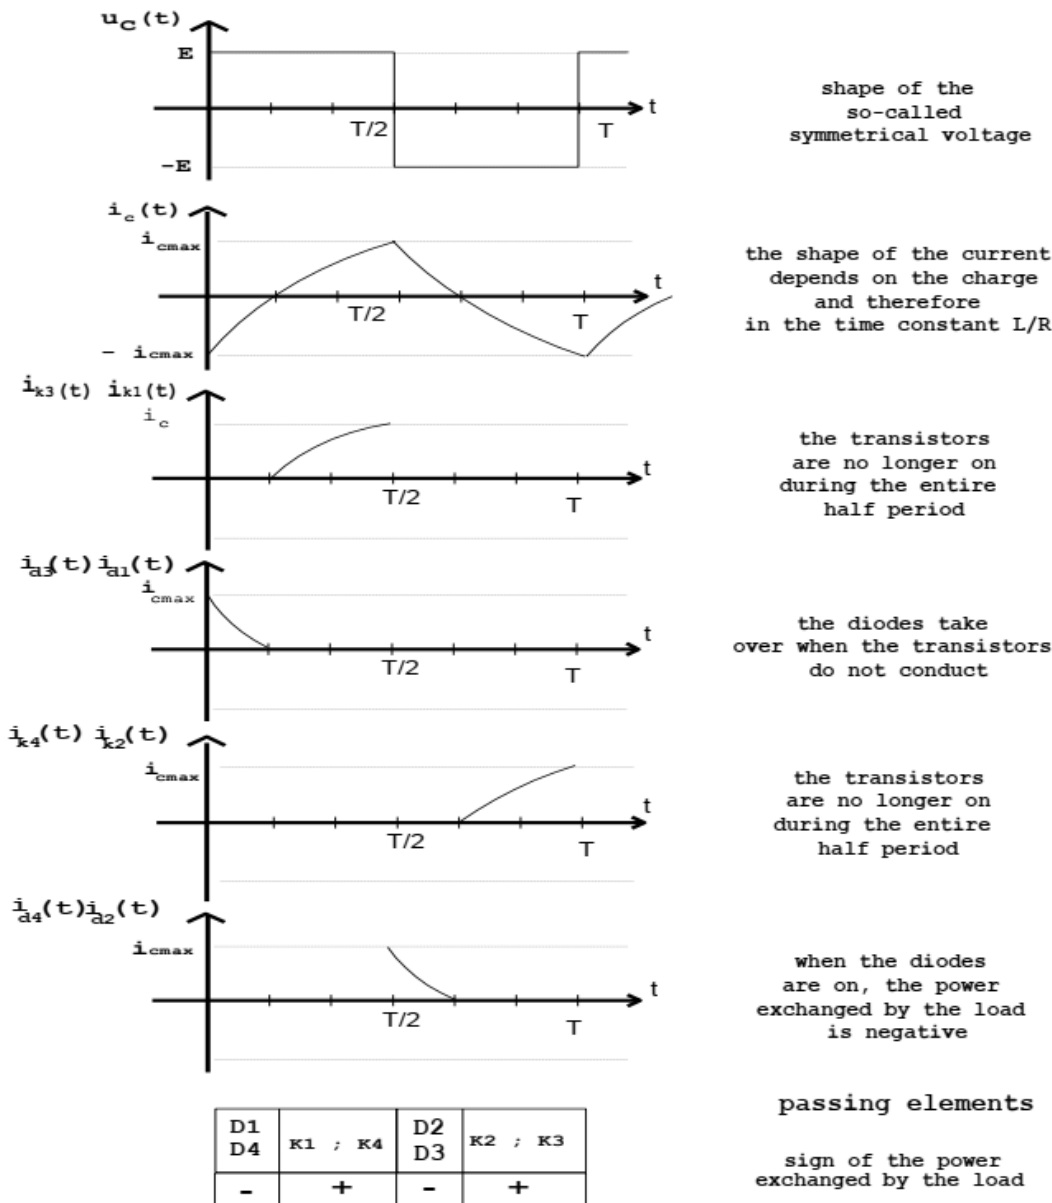 u_C(t)
E
t
T/2
T
-E
shape of the
so-called
symmetrical voltage
i_c(t)
i_cmax
t
T/2
T
- i_cmax
the shape of the current
depends on the charge
and therefore
in the time constant L/R
i_k3(t) i_k1(t)
i_c
t
T/2
T
the transistors
are no longer on
during the entire
half period
i_d3(t) i_d1(t)
i_cmax
t
T/2
T
the diodes take
over when the transistors
do not conduct
i_k4(t) i_k2(t)
i_cmax
t
T/2
T
the transistors
are no longer on
during the entire
half period
i_d4(t) i_d2(t)
i_cmax
t
T/2
T
when the diodes
are on, the power
exchanged by the load
is negative
D1
D4
K1 ; K4
D2
D3
K2 ; K3
passing elements
- + - +
sign of the power
exchanged by the load